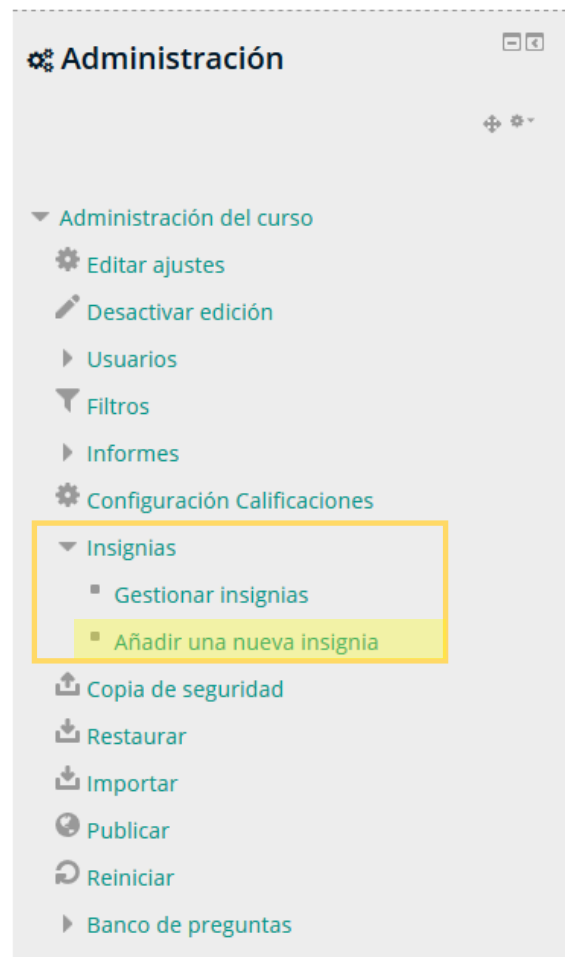 Administración
Administración del curso
Editar ajustes
Desactivar edición
Usuarios
Filtros
Informes
Configuración Calificaciones
Insignias
Gestionar insignias
Añadir una nueva insignia
Copia de seguridad
Restaurar
Importar
Publicar
Reiniciar
Banco de preguntas